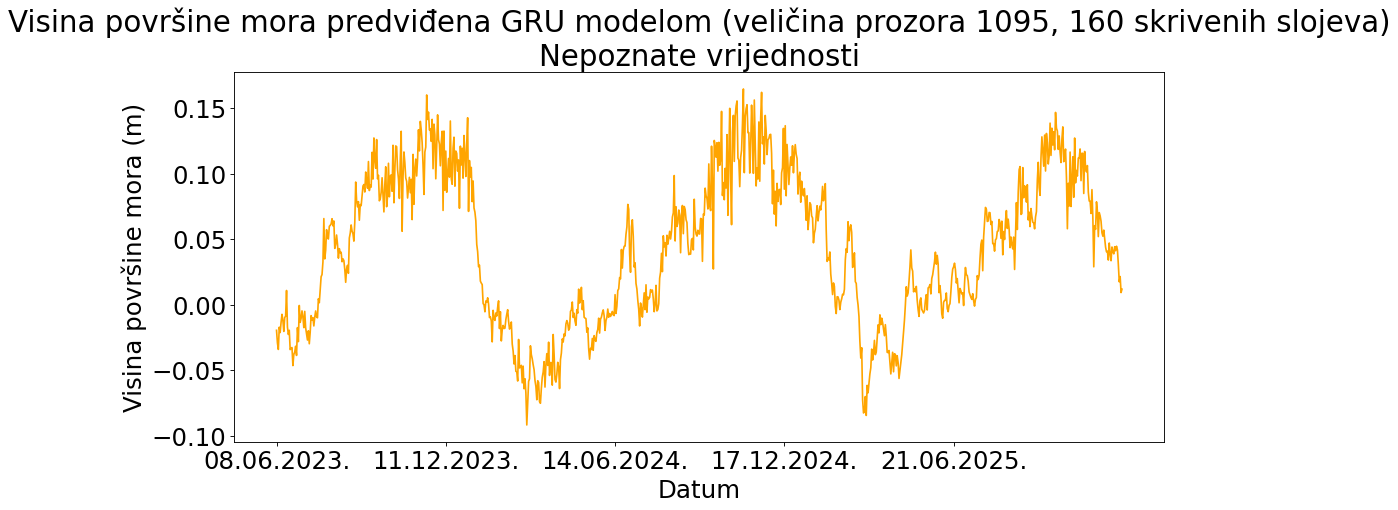 Visina površine mora predviđena GRU modelom (veličina prozora 1095, 160 skrivenih slojeva)
Nepoznate vrijednosti
Visina površine mora (m)
0.15
0.10
0.05
0.00
−0.05
−0.10
08.06.2023. 11.12.2023. 14.06.2024. 17.12.2024. 21.06.2025.
Datum